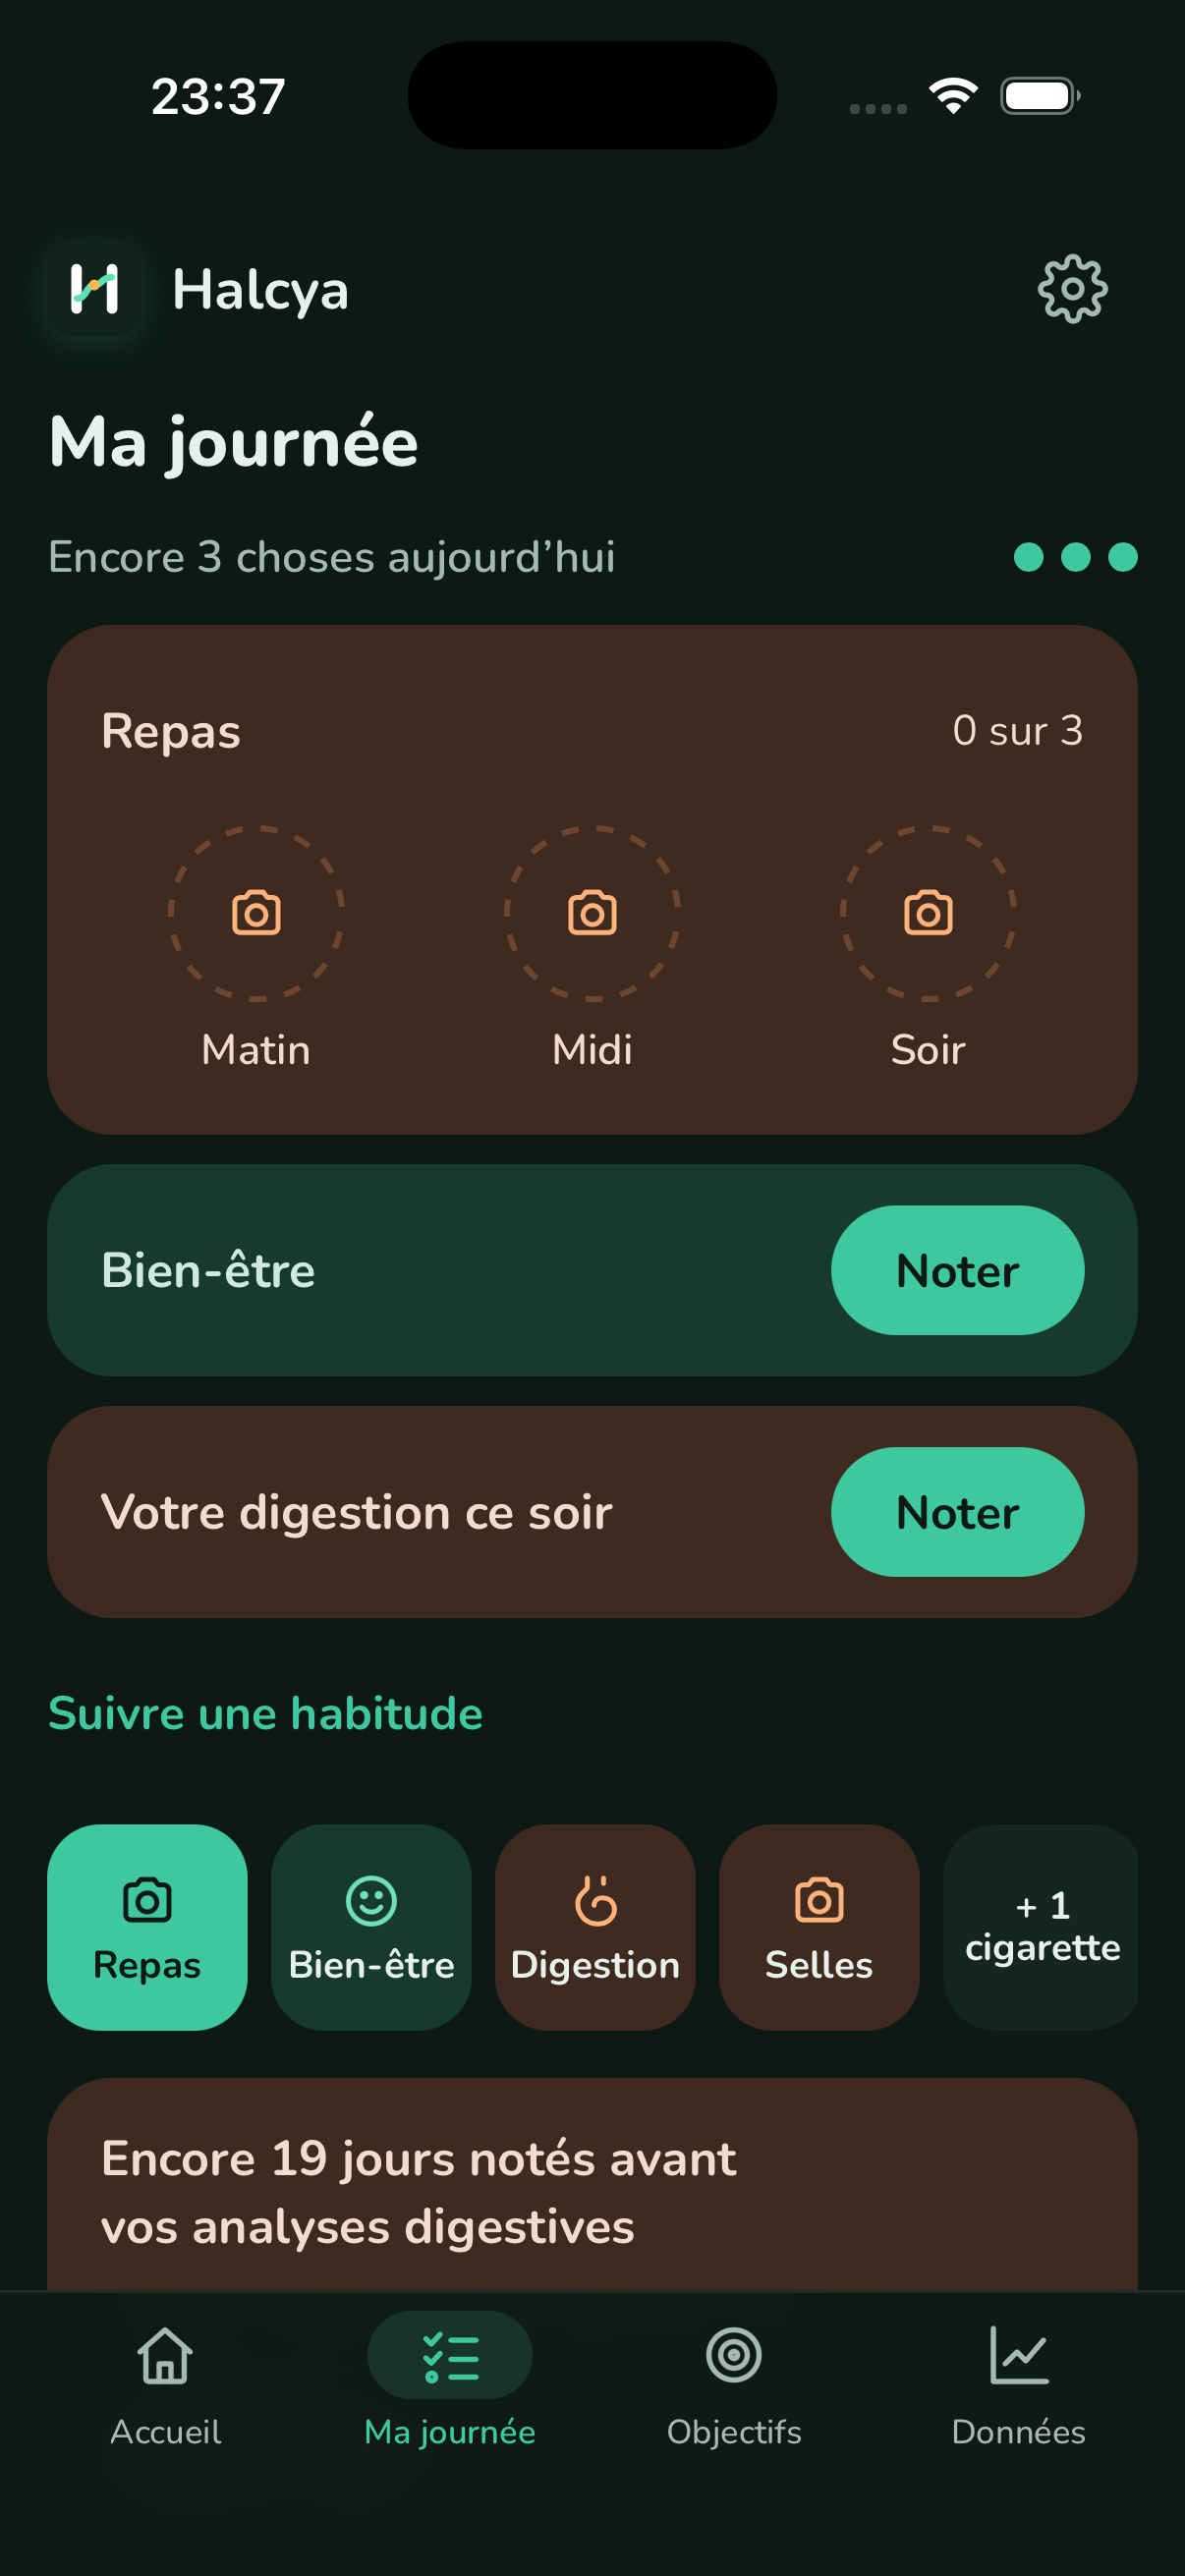 23:37
Halcya
Ma journée
Encore 3 choses aujourd’hui
Repas
0 sur 3
Matin
Midi
Soir
Bien-être
Noter
Votre digestion ce soir
Noter
Suivre une habitude
Repas
Bien-être
Digestion
Selles
+ 1
cigarette
Encore 19 jours notés avant
vos analyses digestives
Accueil
Ma journée
Objectifs
Données